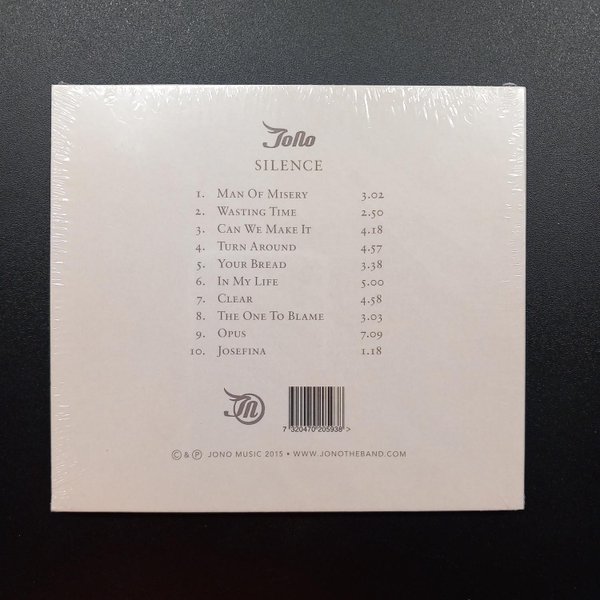 JoNo
SILENCE
1. MAN OF MISERY 3.02
2. WASTING TIME 2.50
3. CAN WE MAKE IT 4.18
4. TURN AROUND 4.57
5. YOUR BREAD 3.38
6. IN MY LIFE 5.00
7. CLEAR 4.58
8. THE ONE TO BLAME 3.03
9. OPUS 7.09
10. JOSEFINA 1.18
JM
7 320470 205938 >
© & ℗ JONO MUSIC 2015 • WWW.JONOTHEBAND.COM